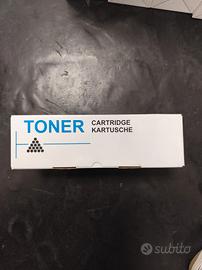 TONER
CARTRIDGE
KARTUSCHE
subito